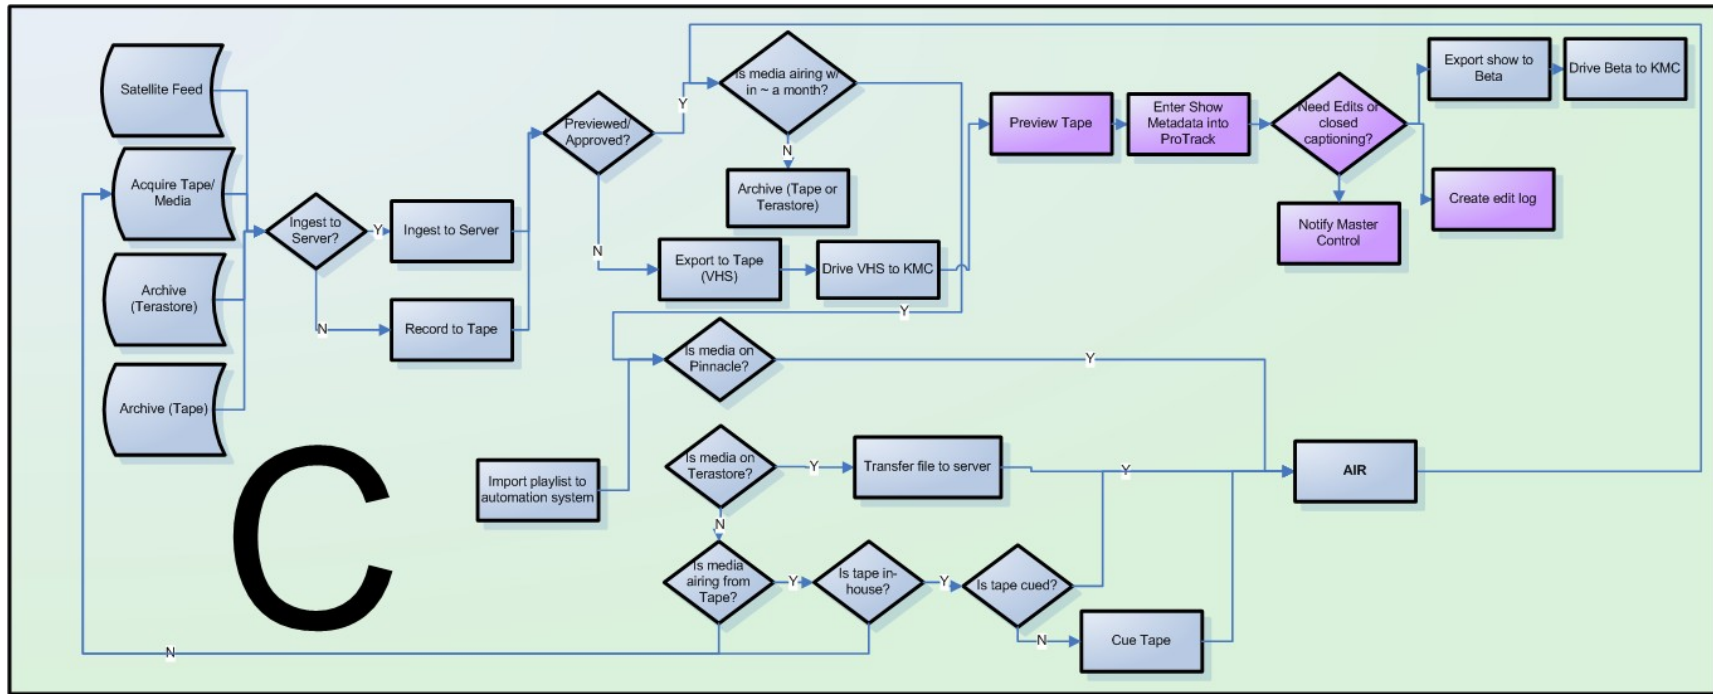 Satellite Feed
Acquire Tape/
Media
Archive
(Terastore)
Archive (Tape)
Ingest to
Server?
Y
N
Ingest to Server
Record to Tape
Previewed/
Approved?
Y
N
Is media airing w/
in ~ a month?
N
Archive (Tape or
Terastore)
Export to Tape
(VHS)
Drive VHS to KMC
Y
Preview Tape
Enter Show
Metadata into
ProTrack
Need Edits or
closed
captioning?
Export show to
Beta
Drive Beta to KMC
Create edit log
Notify Master
Control
Is media on
Pinnacle?
Y
Import playlist to
automation system
Is media on
Terastore?
Y
Transfer file to server
Y
AIR
N
Is media
airing from
Tape?
Y
Is tape in-
house?
Y
Is tape cued?
N
Cue Tape
N
C